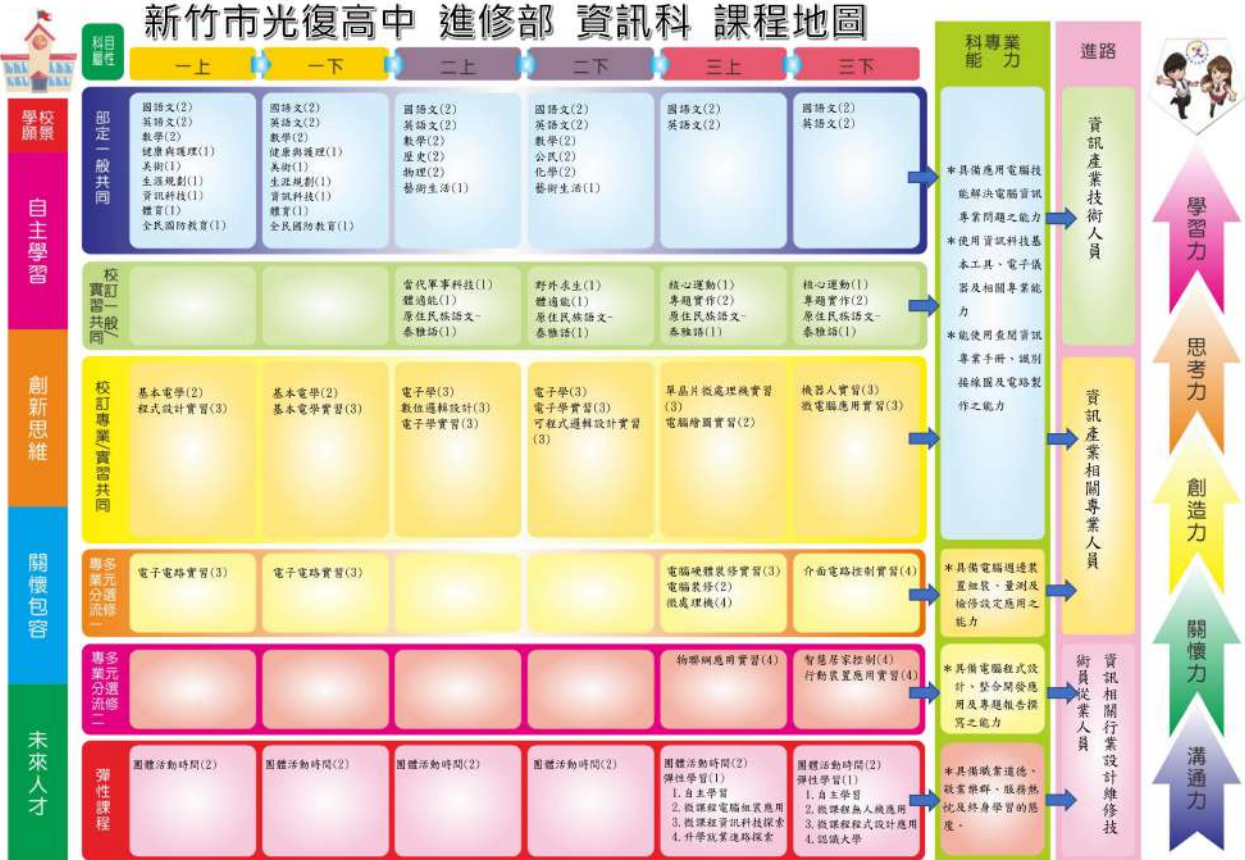 新竹市光復高中 進修部 資訊科 課程地圖
科目屬性
一上
一下
二上
二下
三上
三下
科專業能力
進路
學校願景
自主學習
創新思維
關懷包容
未來人才
部定一般共同
國語文(2)
英語文(2)
數學(2)
健康與護理(1)
美術(1)
生涯規劃(1)
資訊科技(1)
體育(1)
全民國防教育(1)
國語文(2)
英語文(2)
數學(2)
健康與護理(1)
美術(1)
生涯規劃(1)
資訊科技(1)
體育(1)
全民國防教育(1)
國語文(2)
英語文(2)
數學(2)
歷史(2)
物理(2)
藝術生活(1)
國語文(2)
英語文(2)
數學(2)
公民(2)
化學(2)
藝術生活(1)
國語文(2)
英語文(2)
國語文(2)
英語文(2)
校訂一般/
實習共同
當代軍事科技(1)
體適能(1)
原住民族語文-
泰雅語(1)
野外求生(1)
體適能(1)
原住民族語文-
泰雅語(1)
核心運動(1)
專題實作(2)
原住民族語文-
泰雅語(1)
核心運動(1)
專題實作(2)
原住民族語文-
泰雅語(1)
校訂專業/實習共同
基本電學(2)
程式設計實習(3)
基本電學(2)
基本電學實習(3)
電子學(3)
數位邏輯設計(3)
電子學實習(3)
電子學(3)
電子學實習(3)
可程式邏輯設計實習
(3)
單晶片微處理機實習
(3)
電腦繪圖實習(2)
機器人實習(3)
微電腦應用實習(3)
多元選修
專業分流一
電子電路實習(3)
電子電路實習(3)
電腦硬體裝修實習(3)
電腦裝修(2)
微處理機(4)
介面電路控制實習(4)
多元選修
專業分流二
物聯網應用實習(4)
智慧居家控制(4)
行動裝置應用實習(4)
彈性課程
團體活動時間(2)
團體活動時間(2)
團體活動時間(2)
團體活動時間(2)
團體活動時間(2)
彈性學習(1)
1.自主學習
2.微課程電腦組裝應用
3.微課程資訊科技探索
4.升學就業進路探索
團體活動時間(2)
彈性學習(1)
1.自主學習
2.微課程無人機應用
3.微課程程式設計應用
4.認識大學
*具備應用電腦技
能解決電腦資訊
專業問題之能力
*使用資訊科技基
本工具、電子儀
器及相關專業能
力
*能使用查閱資訊
專業手冊、識別
接線圖及電路製
作之能力
*具備電腦週邊裝
置組裝、量測及
檢修設定應用之
能力
*具備電腦程式設
計、整合開發應
用及專題報告撰
寫之能力
*具備職業道德、
敬業樂群、服務熱
忱及終身學習的態
度。
資訊產業技術人員
資訊產業相關專業人員
資訊相關行業設計維修技
術員從業人員
學習力
思考力
創造力
關懷力
溝通力